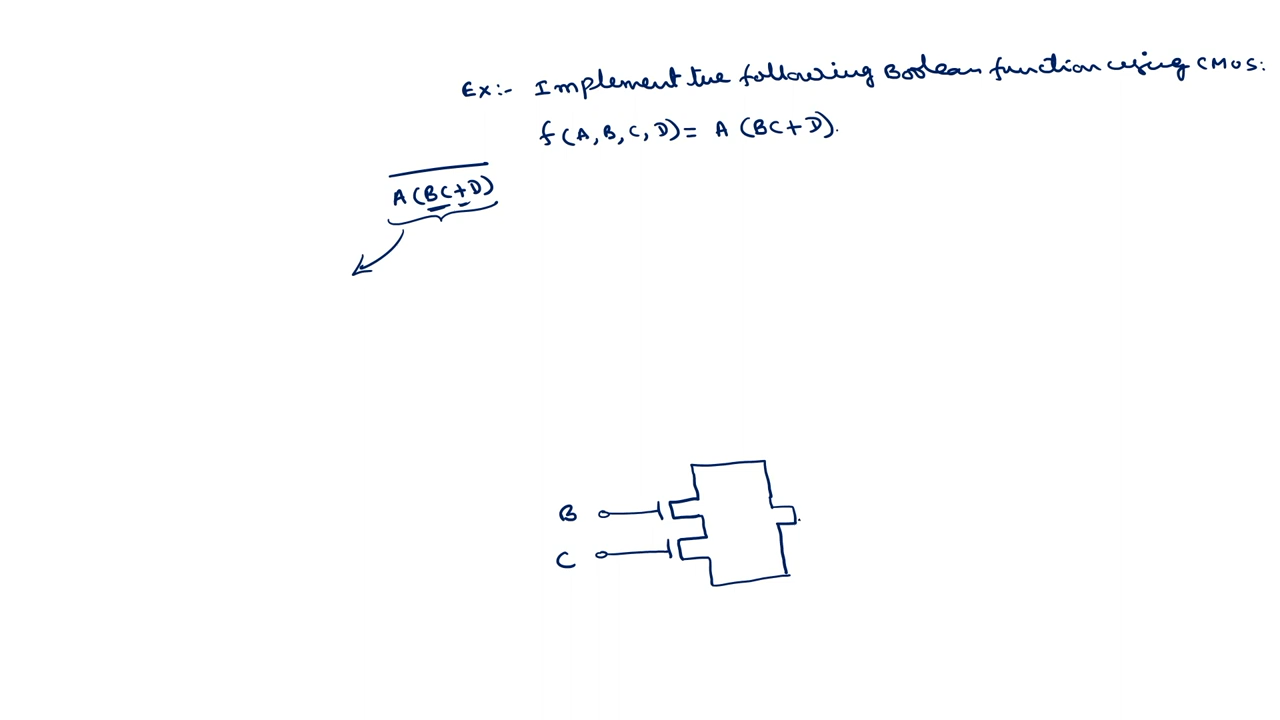 Ex:- Implement the following Boolean function using CMOS:
f(A, B, C, D) = A (BC + D).
A (BC + D)
B
C